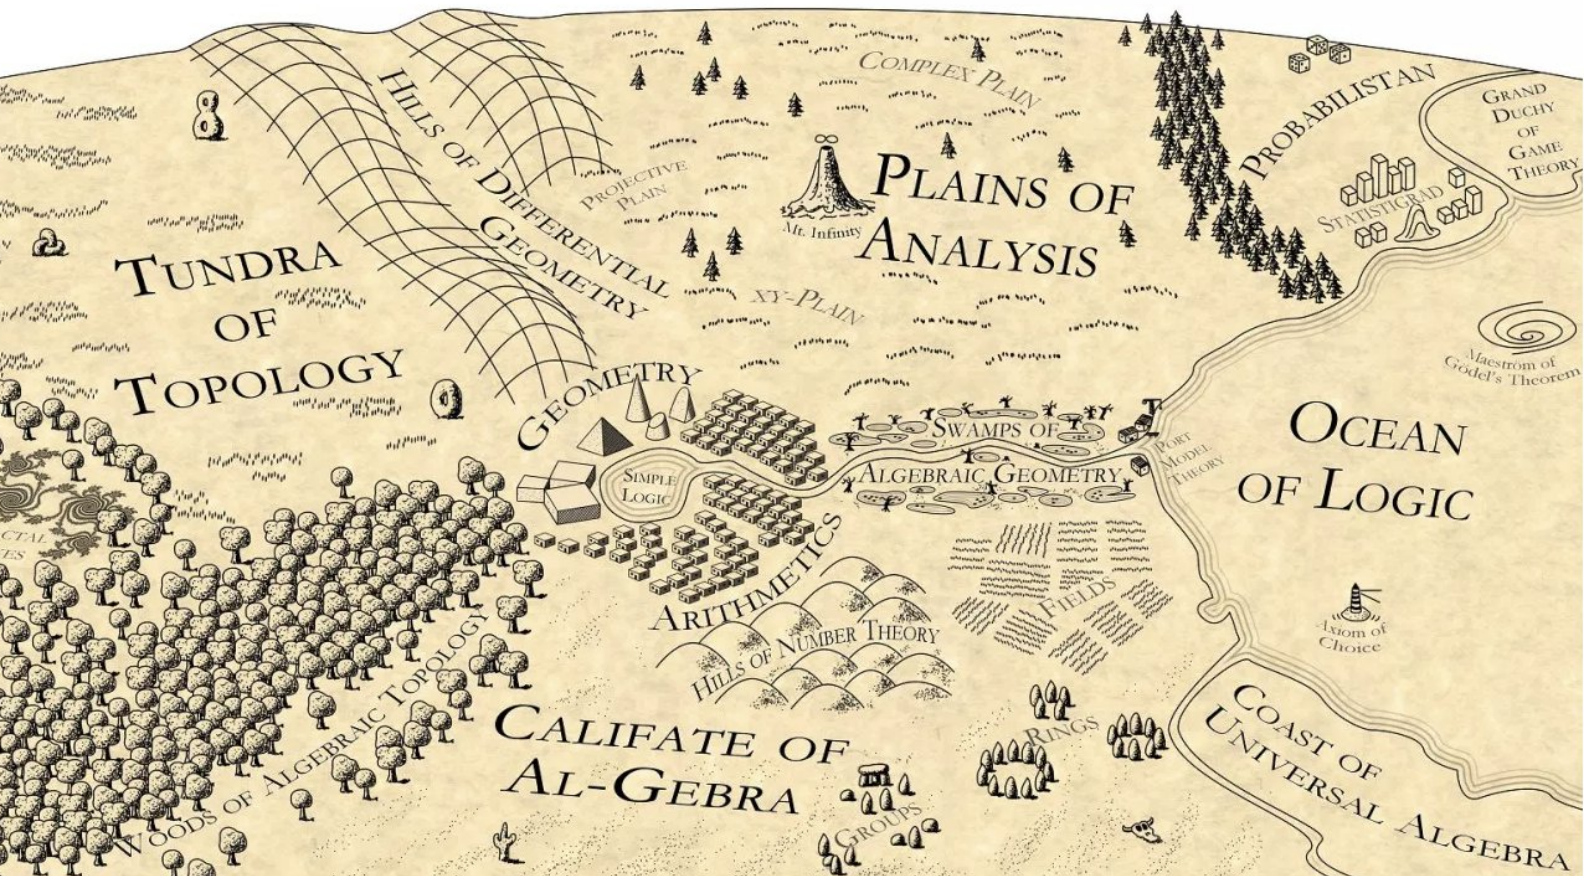 COMPLEX PLAIN
PROBABILISTAN
GRAND
DUCHY
OF
GAME
THEORY
HILLS OF DIFFERENTIAL
GEOMETRY
PROJECTIVE
PLAIN
Mt. Infinity
PLAINS OF
ANALYSIS
STATISTIGRAD
TUNDRA
OF
TOPOLOGY
XY-PLAIN
Maestrom of
Gödel's Theorem
GEOMETRY
SIMPLE
LOGIC
SWAMPS OF
ALGEBRAIC GEOMETRY
PORT
MODEL
THEORY
OCEAN
OF LOGIC
ARITHMETICS
HILLS OF NUMBER THEORY
FIELDS
Axiom of
Choice
WOODS OF ALGEBRAIC TOPOLOGY
CALIFATE OF
AL-GEBRA
RINGS
GROUPS
COAST OF
UNIVERSAL ALGEBRA